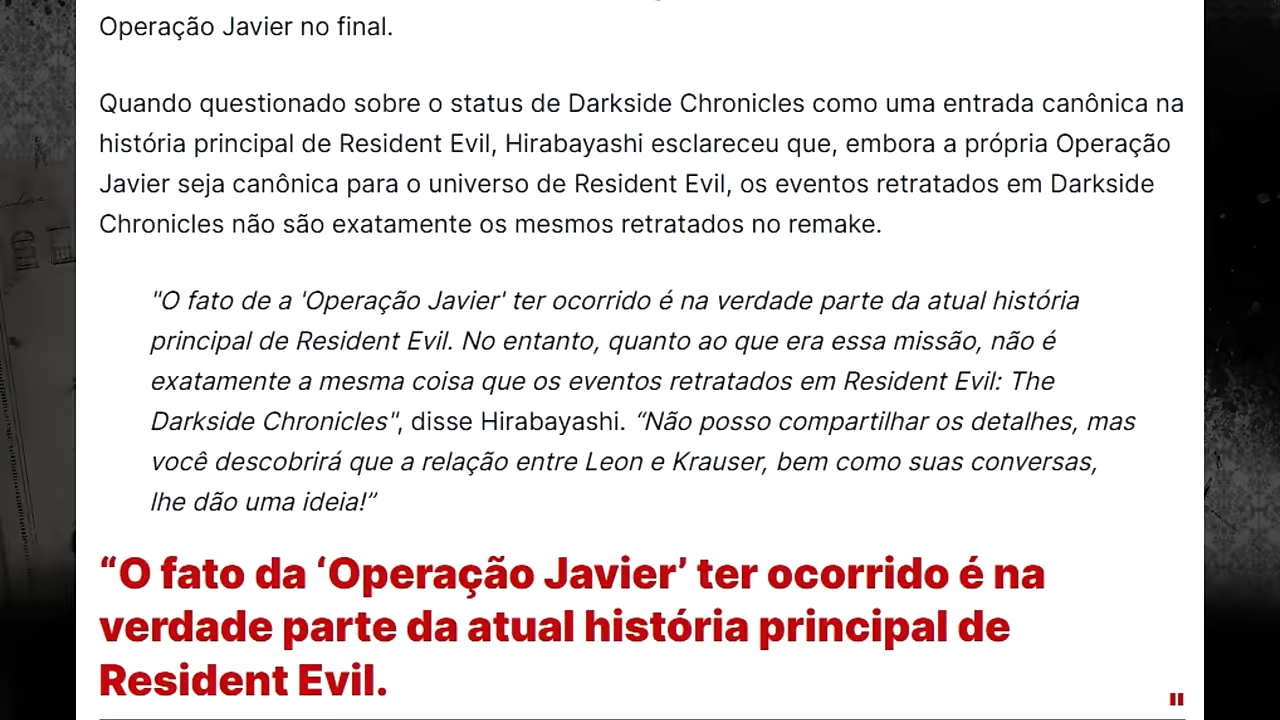 Operação Javier no final.
Quando questionado sobre o status de Darkside Chronicles como uma entrada canônica na
história principal de Resident Evil, Hirabayashi esclareceu que, embora a própria Operação
Javier seja canônica para o universo de Resident Evil, os eventos retratados em Darkside
Chronicles não são exatamente os mesmos retratados no remake.
"O fato de a 'Operação Javier' ter ocorrido é na verdade parte da atual história
principal de Resident Evil. No entanto, quanto ao que era essa missão, não é
exatamente a mesma coisa que os eventos retratados em Resident Evil: The
Darkside Chronicles", disse Hirabayashi. “Não posso compartilhar os detalhes, mas
você descobrirá que a relação entre Leon e Krauser, bem como suas conversas,
lhe dão uma ideia!”
“O fato da ‘Operação Javier’ ter ocorrido é na
verdade parte da atual história principal de
Resident Evil.
"